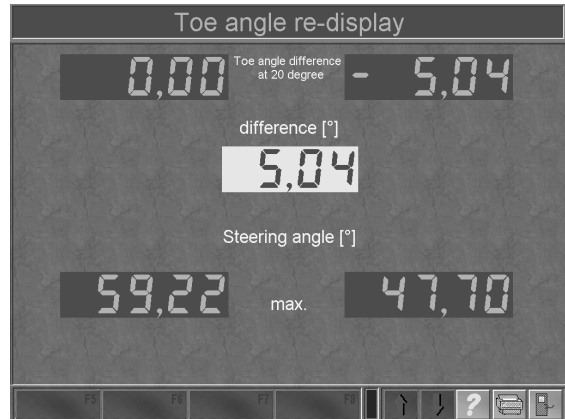 Toe angle re-display
0,00 Toe angle difference - 5,04
at 20 degree
difference [°]
5,04
Steering angle [°]
59,22 max. 47,70
F5 F6 F7 F8 ?